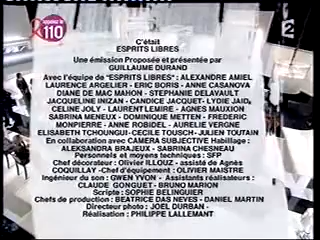 appelez le
110
2
C'était
ESPRITS LIBRES
Une émission Proposée et présentée par
GUILLAUME DURAND
Avec l'équipe de "ESPRITS LIBRES" : ALEXANDRE AMIEL
LAURENCE ARGELIER - ERIC BORIS - ANNE CASANOVA
DIANE DE MAC MAHON - STEPHANIE DELAVAULT
JACQUELINE INIZAN - CANDICE JACQUET- LYDIE JAID
CELINE JOLY - LAURENT LEMIRE - AGNES MAUXION
SABRINA MENEUX - DOMINIQUE METTEN - FREDERIC
MONPIERRE - ANNE ROBIDEL - AURELIE VERGNE
ELISABETH TCHOUNGUI- CECILE TOUSCH - JULIEN TOUTAIN
En collaboration avec CAMERA SUBJECTIVE Habillage :
ALEKSANDRA BRAJEUX - SABRINA CHESNEAU
Personnels et moyens techniques : SFP
Chef décorateur : Olivier ILLOUZ - assisté de Agnès
COQUILLAY -Chef d'équipement : OLIVIER MAISTRE
Ingénieur du son : GWEN YVON - Assistants réalisateurs :
CLAUDE GONGUET - BRUNO MARION
Scripte : SOPHIE BELINGUIER
Chefs de production : BEATRICE DAS NEVES - DANIEL MARTIN
Directeur photo : JOEL DURBAN -
Réalisation : PHILIPPE LALLEMANT